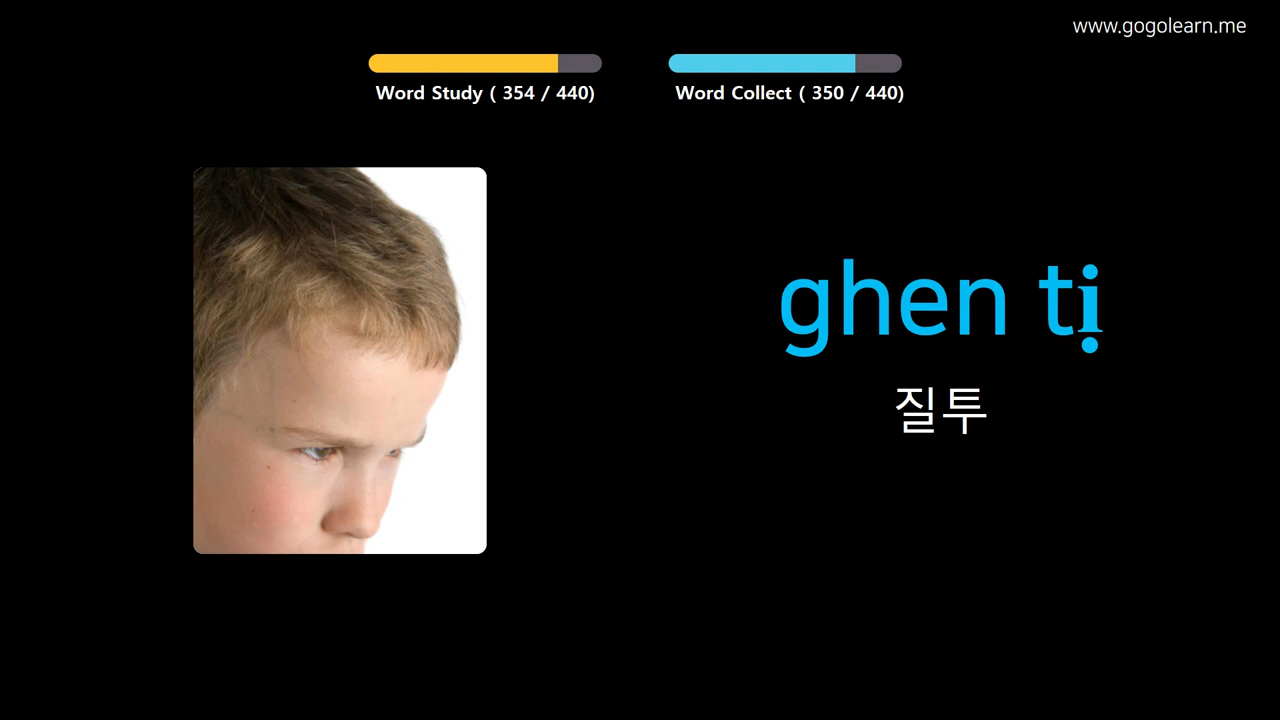 www.gogolearn.me
Word Study ( 354 / 440)
Word Collect ( 350 / 440)
ghen tị
질투